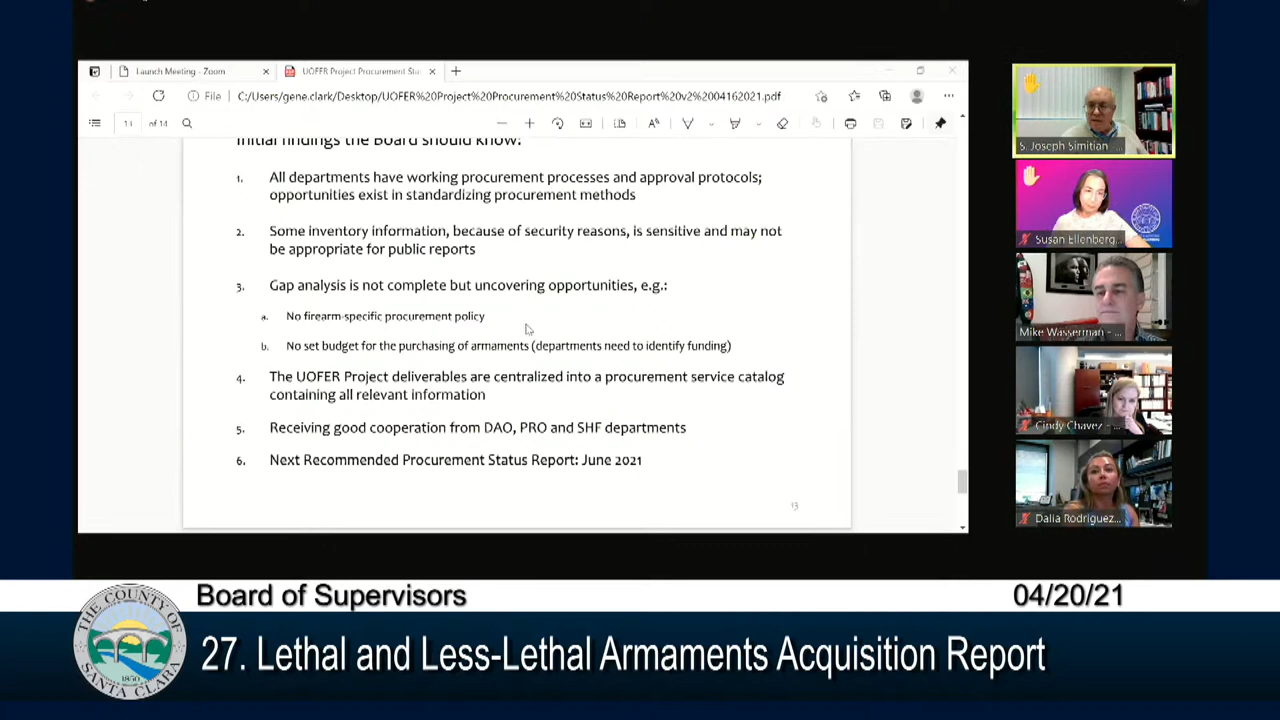 Launch Meeting - Zoom
UOFER Project Procurement Sta
File
C:/Users/gene.clark/Desktop/UOFER%20Project%20Procurement%20Status%20Report%20v2%2004162021.pdf
of 14
Initial findings the Board should know:
1. All departments have working procurement processes and approval protocols;
opportunities exist in standardizing procurement methods
2. Some inventory information, because of security reasons, is sensitive and may not
be appropriate for public reports
3. Gap analysis is not complete but uncovering opportunities, e.g.:
a. No firearm-specific procurement policy
b. No set budget for the purchasing of armaments (departments need to identify funding)
4. The UOFER Project deliverables are centralized into a procurement service catalog
containing all relevant information
5. Receiving good cooperation from DAO, PRO and SHF departments
6. Next Recommended Procurement Status Report: June 2021
13
S. Joseph Simitian - ...
Susan Ellenberg...
Mike Wasserman - ...
Cindy Chavez - ...
Dalia Rodriguez...
THE COUNTY OF
SANTA CLARA
1850
Board of Supervisors
04/20/21
27. Lethal and Less-Lethal Armaments Acquisition Report